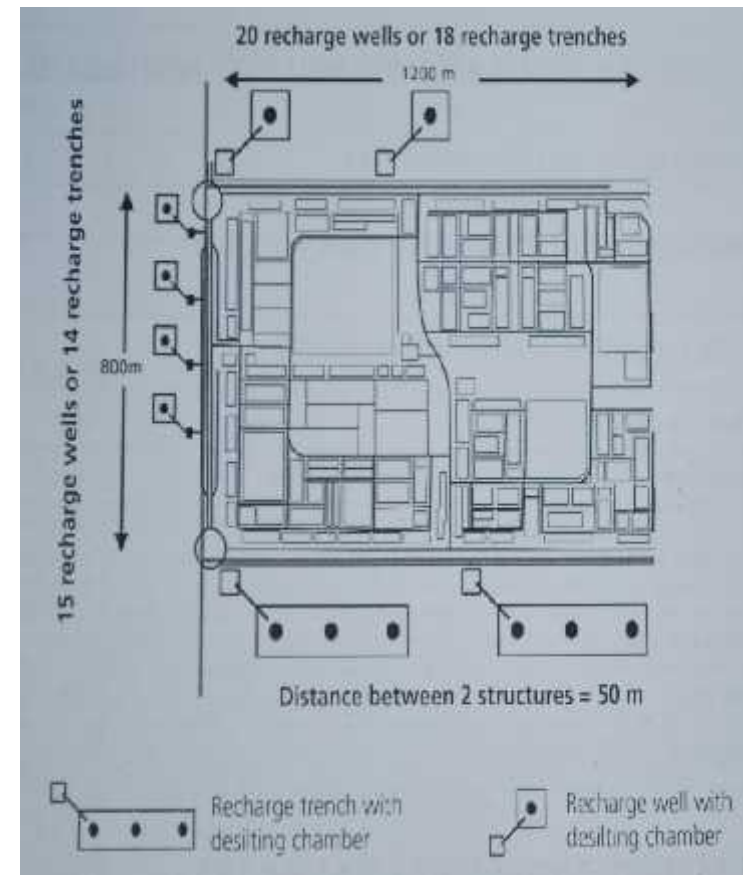 20 recharge wells or 18 recharge trenches
1200 m
15 recharge wells or 14 recharge trenches
800m
Distance between 2 structures = 50 m
Recharge trench with
desilting chamber
Recharge well with
desilting chamber